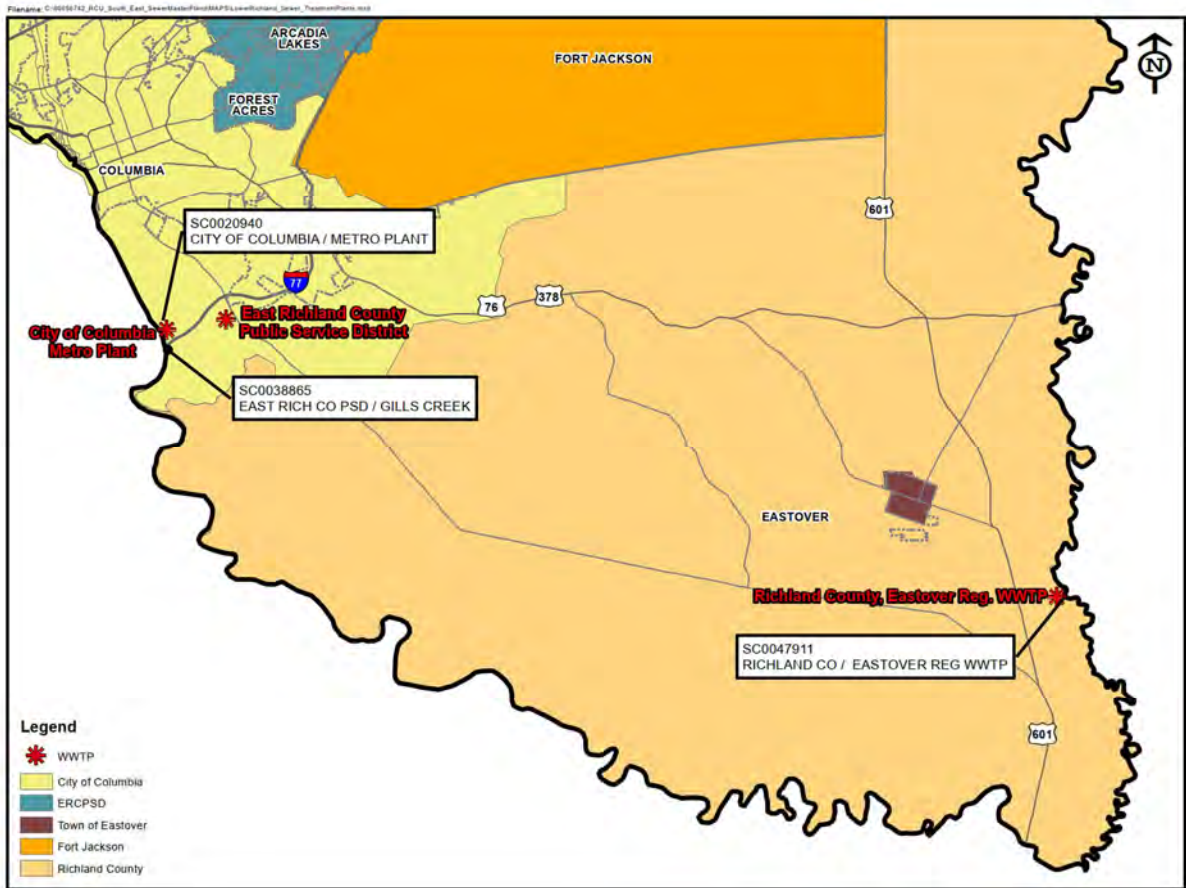 ARCADIA
LAKES
FORT JACKSON
N
FOREST
ACRES
COLUMBIA
SC0020940
CITY OF COLUMBIA / METRO PLANT
601
77
76
378
City of Columbia
Metro Plant
East Richland County
Public Service District
SC0038865
EAST RICH CO PSD / GILLS CREEK
EASTOVER
Richland County, Eastover Reg. WWTP
SC0047911
RICHLAND CO / EASTOVER REG WWTP
601
Legend
WWTP
City of Columbia
ERCPSD
Town of Eastover
Fort Jackson
Richland County